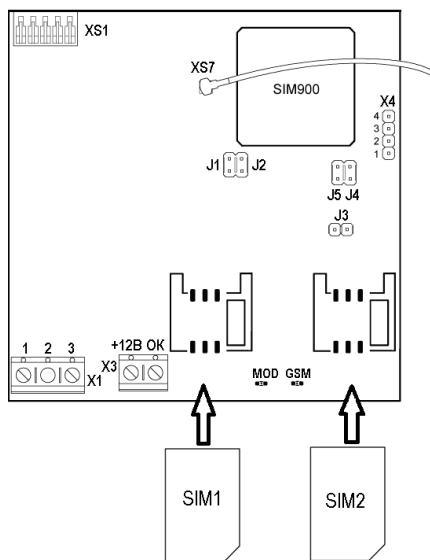 XS1
XS7
SIM900
X4
4
3
2
1
J1 J2
J5 J4
J3
1 2 3
X1
+12В ОК
X3
MOD GSM
SIM1
SIM2